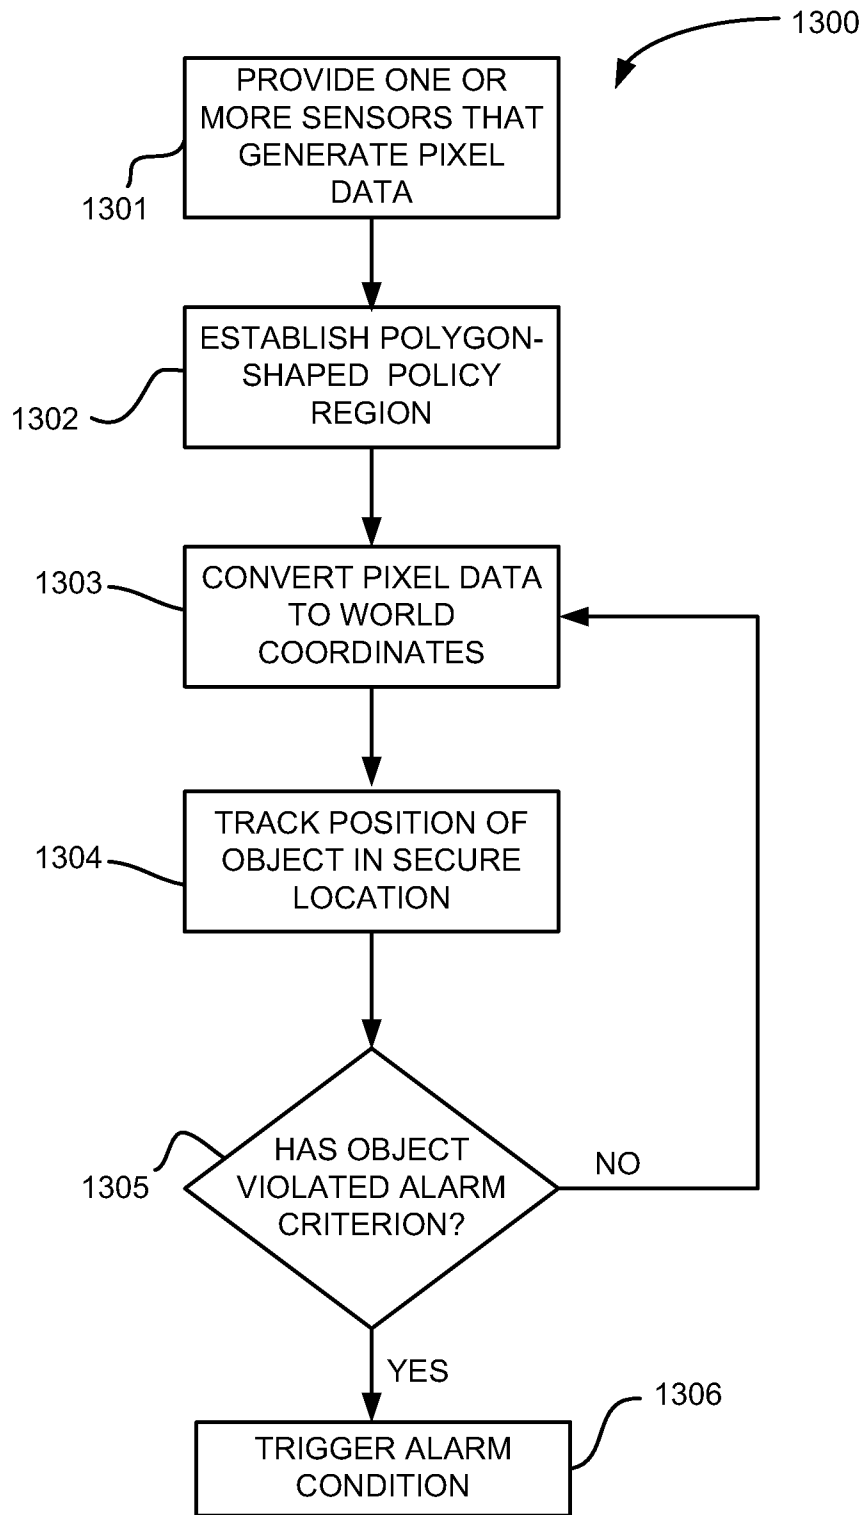 1300
PROVIDE ONE OR
MORE SENSORS THAT
GENERATE PIXEL
DATA
1301
ESTABLISH POLYGON-
SHAPED POLICY
REGION
1302
1303
CONVERT PIXEL DATA
TO WORLD
COORDINATES
TRACK POSITION OF
OBJECT IN SECURE
LOCATION
1304
HAS OBJECT
VIOLATED ALARM
CRITERION?
1305
NO
YES
1306
TRIGGER ALARM
CONDITION